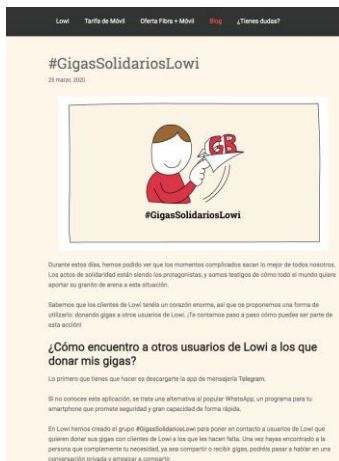 Lowi Tarifa de Móvil Oferta Fibra + Móvil Blog ¿Tienes dudas?
#GigasSolidariosLowi
25 marzo, 2020
GB
#GigasSolidariosLowi
Durante estos días, hemos podido ver que los momentos complicados sacan lo mejor de todos nosotros.
Los actos de solidaridad están siendo los protagonistas; y somos testigos de cómo todo el mundo quiere
aportar su granito de arena a esta situación.
Sabemos que los clientes de Lowi tenéis un corazón enorme, así que os proponemos una forma de
utilizarlo: donando gigas a otros usuarios de Lowi. ¡Te contamos paso a paso cómo puedes ser parte de
esta acción!
¿Cómo encuentro a otros usuarios de Lowi a los que
donar mis gigas?
Lo primero que tienes que hacer es descargarte la app de mensajería Telegram.
Si no conoces esta aplicación, se trata una alternativa al popular WhatsApp, un programa para tu
smartphone que promete seguridad y gran capacidad de forma rápida.
En Lowi hemos creado el grupo #GigasSolidariosLowi para poner en contacto a usuarios de Lowi que
quieren donar sus gigas con clientes de Lowi a los que les hacen falta. Una vez hayas encontrado a la
persona que complemente tu necesidad, ya sea compartir o recibir gigas, podréis pasar a hablar en una
conversación privada y empezar a compartir.